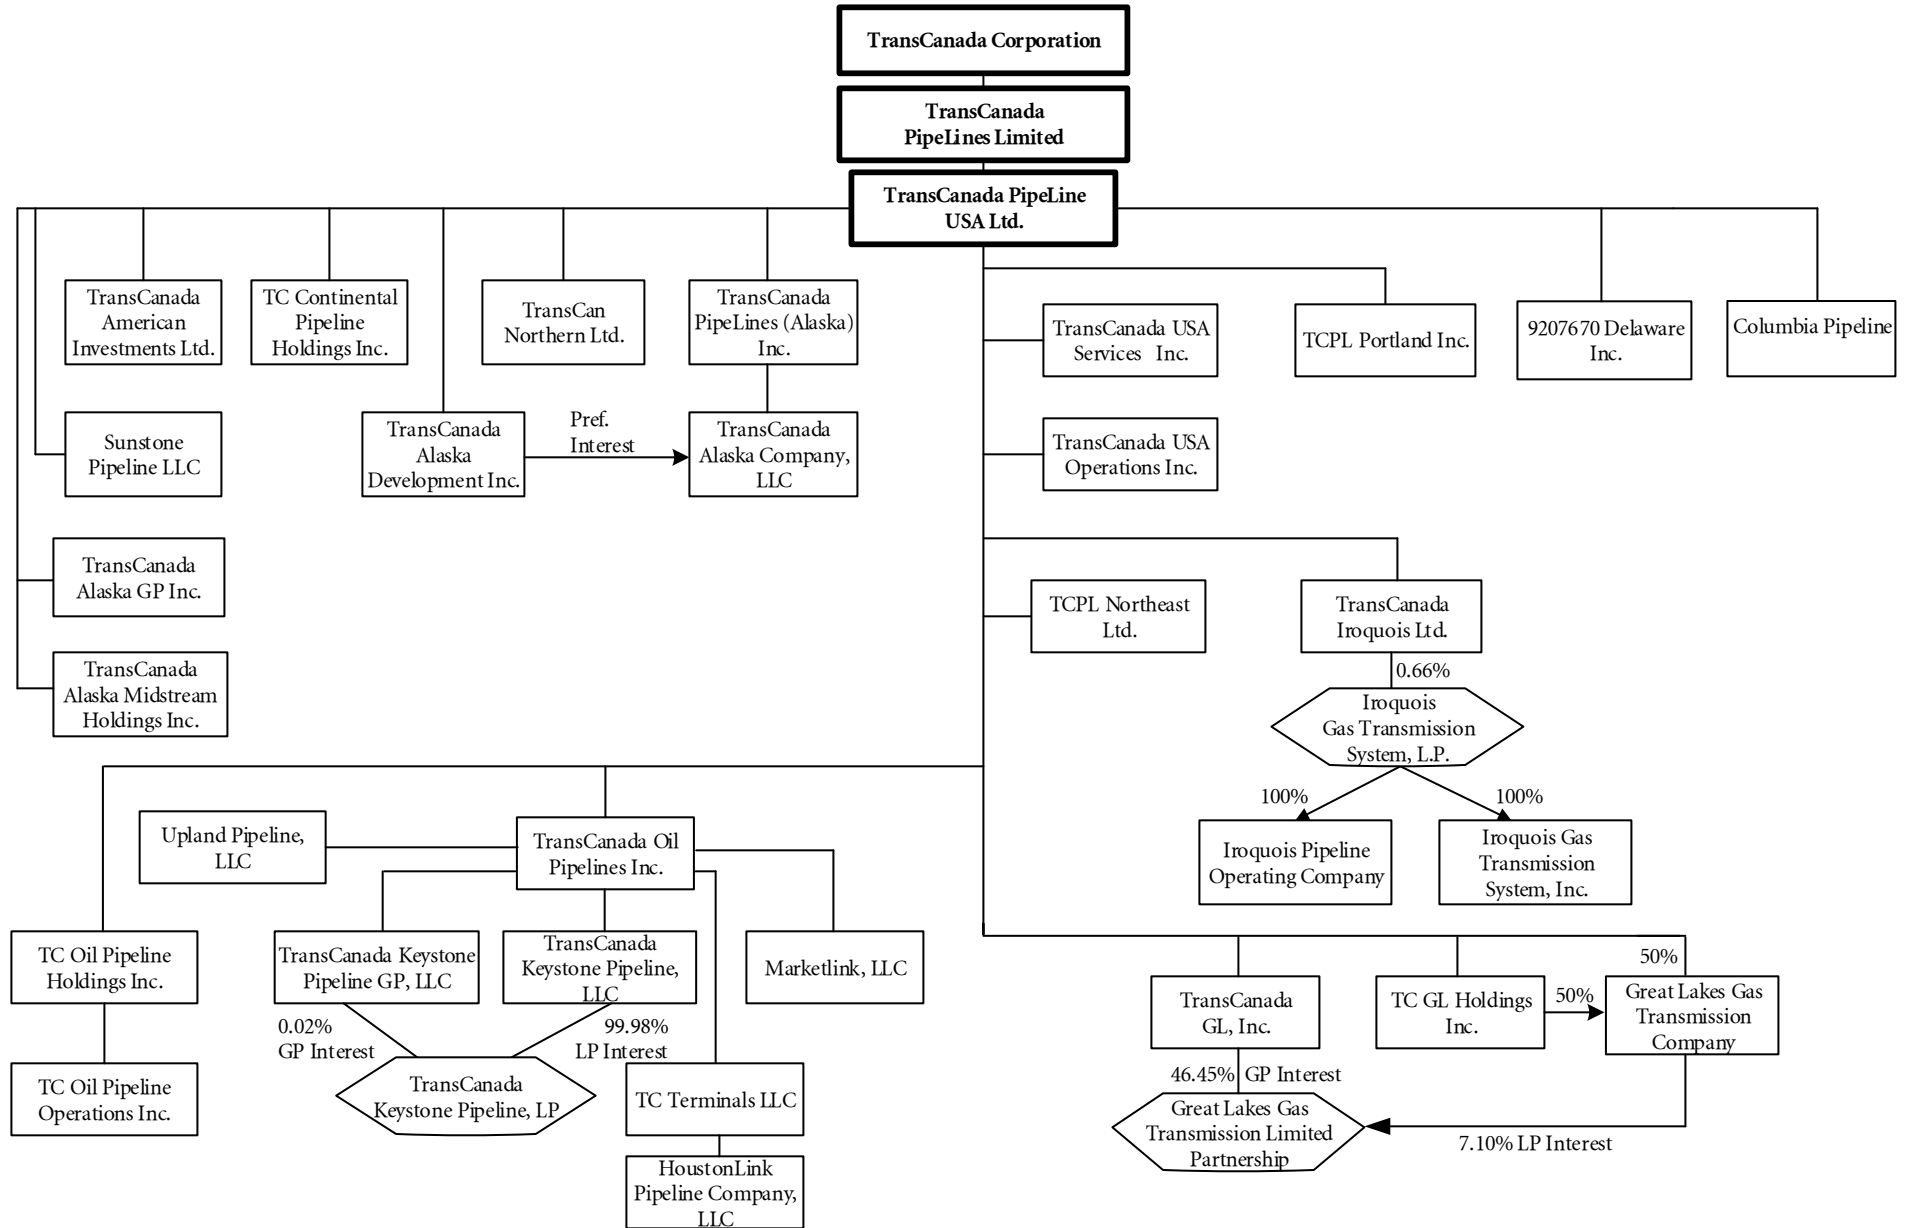 TransCanada Corporation
TransCanada
PipeLines Limited
TransCanada PipeLine
USA Ltd.
TransCanada
American
Investments Ltd.
TC Continental
Pipeline
Holdings Inc.
TransCan
Northern Ltd.
TransCanada
PipeLines (Alaska)
Inc.
TransCanada USA
Services Inc.
TCPL Portland Inc.
9207670 Delaware
Inc.
Columbia Pipeline
Sunstone
Pipeline LLC
TransCanada
Alaska
Development Inc.
Pref.
Interest
TransCanada
Alaska Company,
LLC
TransCanada USA
Operations Inc.
TransCanada
Alaska GP Inc.
TCPL Northeast
Ltd.
TransCanada
Iroquois Ltd.
TransCanada
Alaska Midstream
Holdings Inc.
0.66%
Iroquois
Gas Transmission
System, L.P.
100%
100%
Iroquois Pipeline
Operating Company
Iroquois Gas
Transmission
System, Inc.
Upland Pipeline,
LLC
TransCanada Oil
Pipelines Inc.
TC Oil Pipeline
Holdings Inc.
TransCanada Keystone
Pipeline GP, LLC
TransCanada
Keystone Pipeline,
LLC
Marketlink, LLC
0.02%
GP Interest
99.98%
LP Interest
TC Oil Pipeline
Operations Inc.
TransCanada
Keystone Pipeline, LP
TC Terminals LLC
HoustonLink
Pipeline Company,
LLC
50%
TransCanada
GL, Inc.
TC GL Holdings
Inc.
50%
Great Lakes Gas
Transmission
Company
46.45% GP Interest
Great Lakes Gas
Transmission Limited
Partnership
7.10% LP Interest